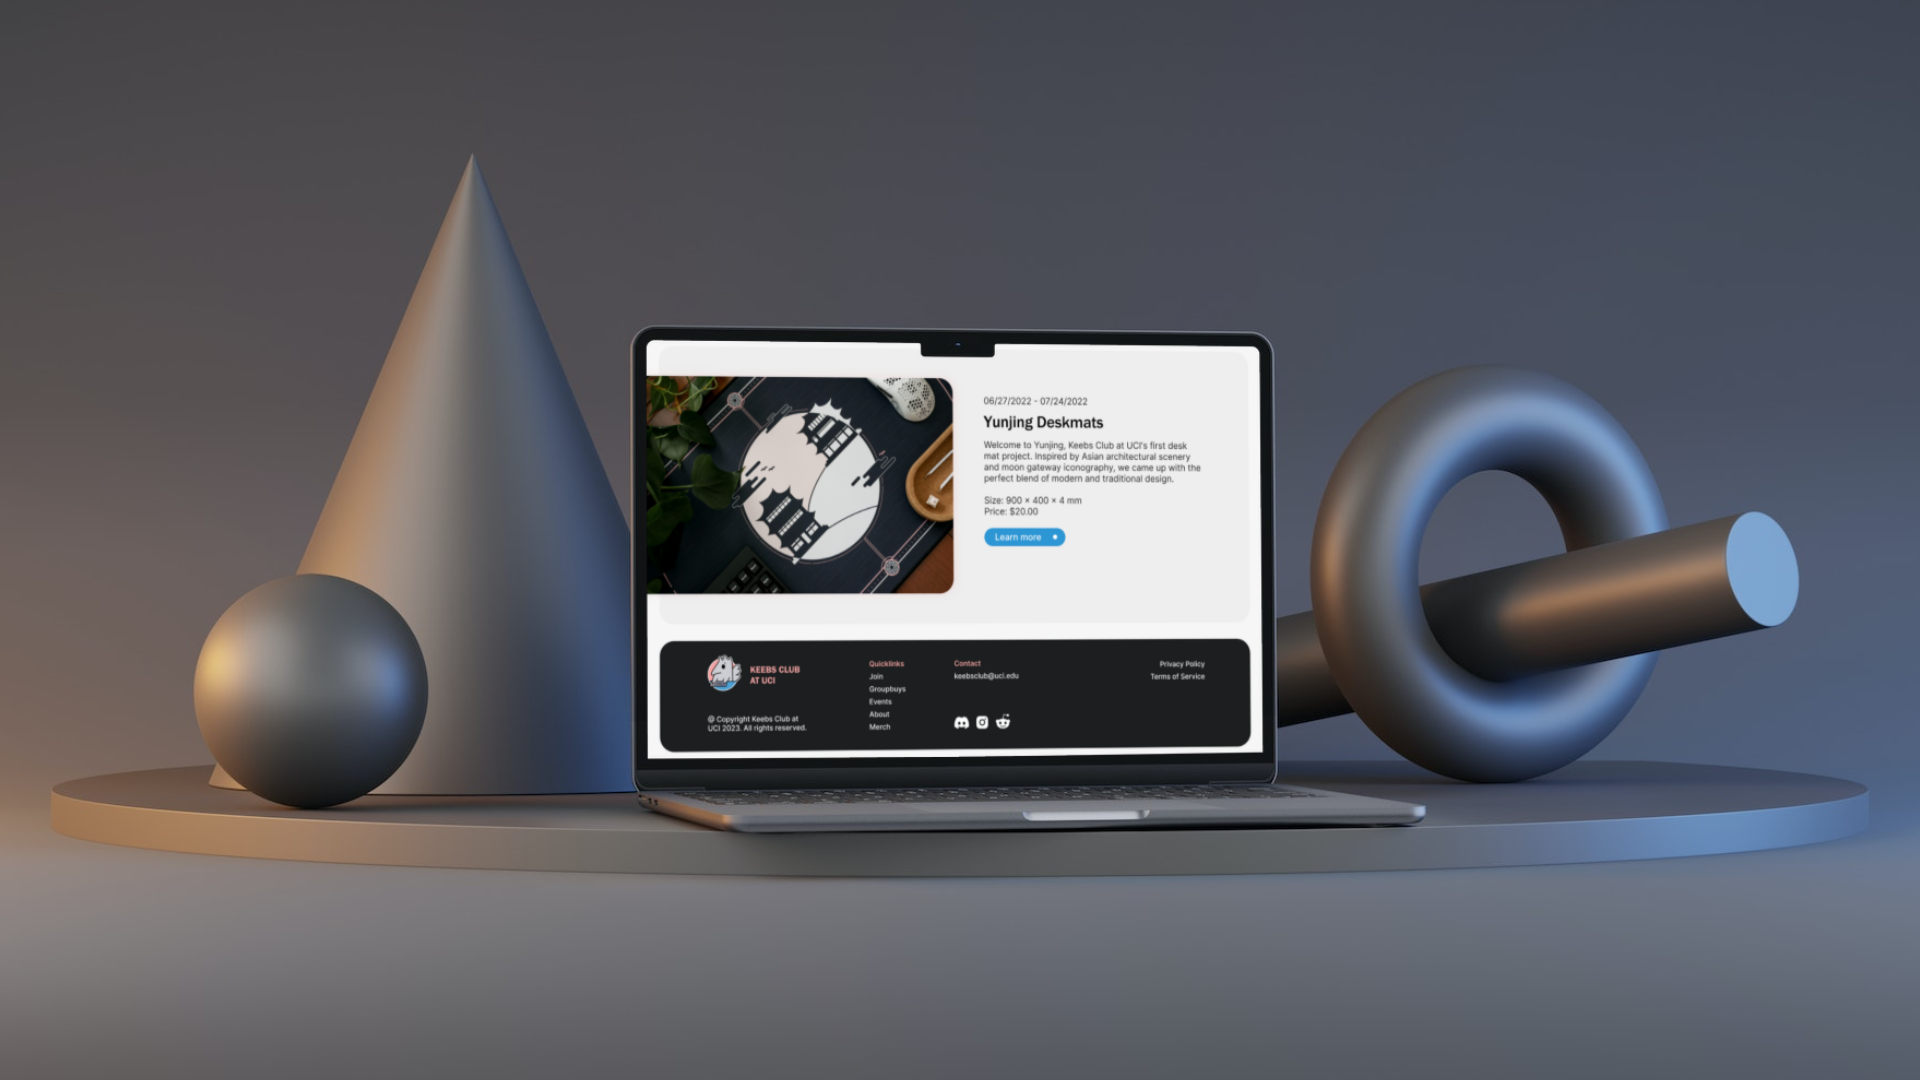 06/27/2022 - 07/24/2022
Yunjing Deskmats
Welcome to Yunjing, Keebs Club at UCI's first desk
mat project. Inspired by Asian architectural scenery
and moon gateway iconography, we came up with the
perfect blend of modern and traditional design.
Size: 900 × 400 × 4 mm
Price: $20.00
Learn more
KEEBS CLUB
AT UCI
@ Copyright Keebs Club at
UCI 2023. All rights reserved.
Quicklinks
Join
Groupbuys
Events
About
Merch
Contact
keebsclub@uci.edu
Privacy Policy
Terms of Service